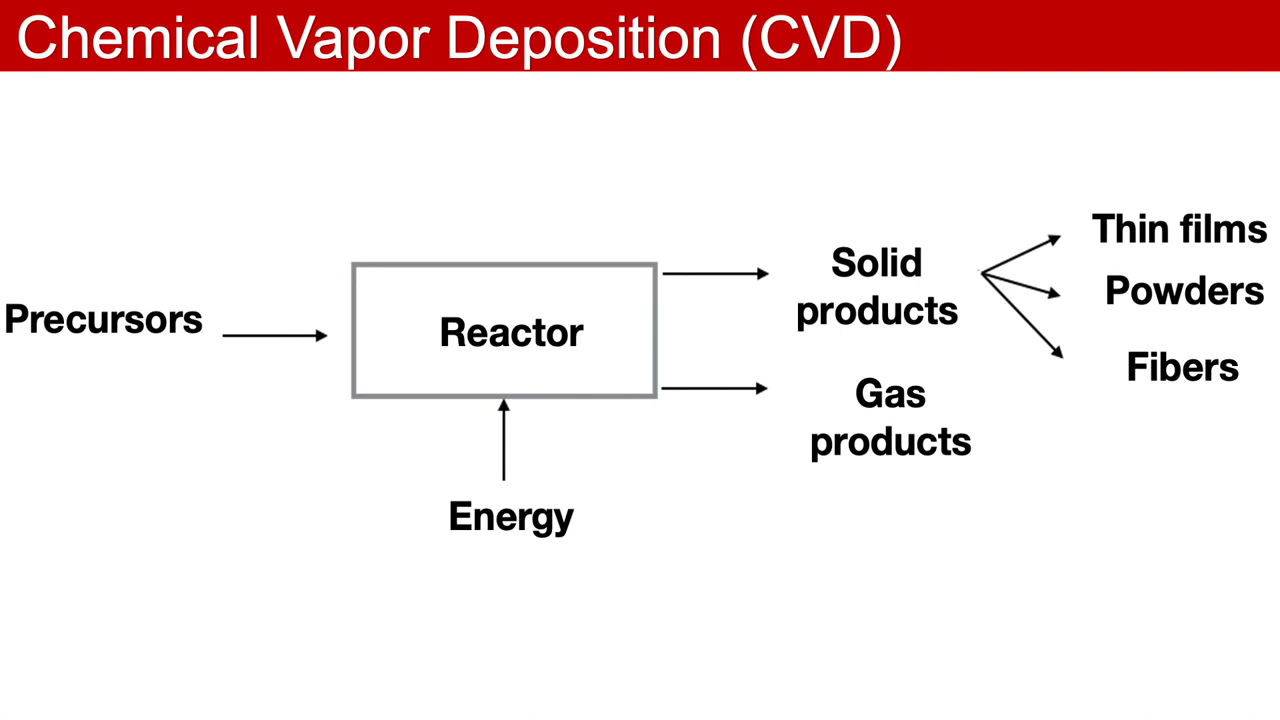 Chemical Vapor Deposition (CVD)
Precursors
Reactor
Energy
Solid
products
Gas
products
Thin films
Powders
Fibers